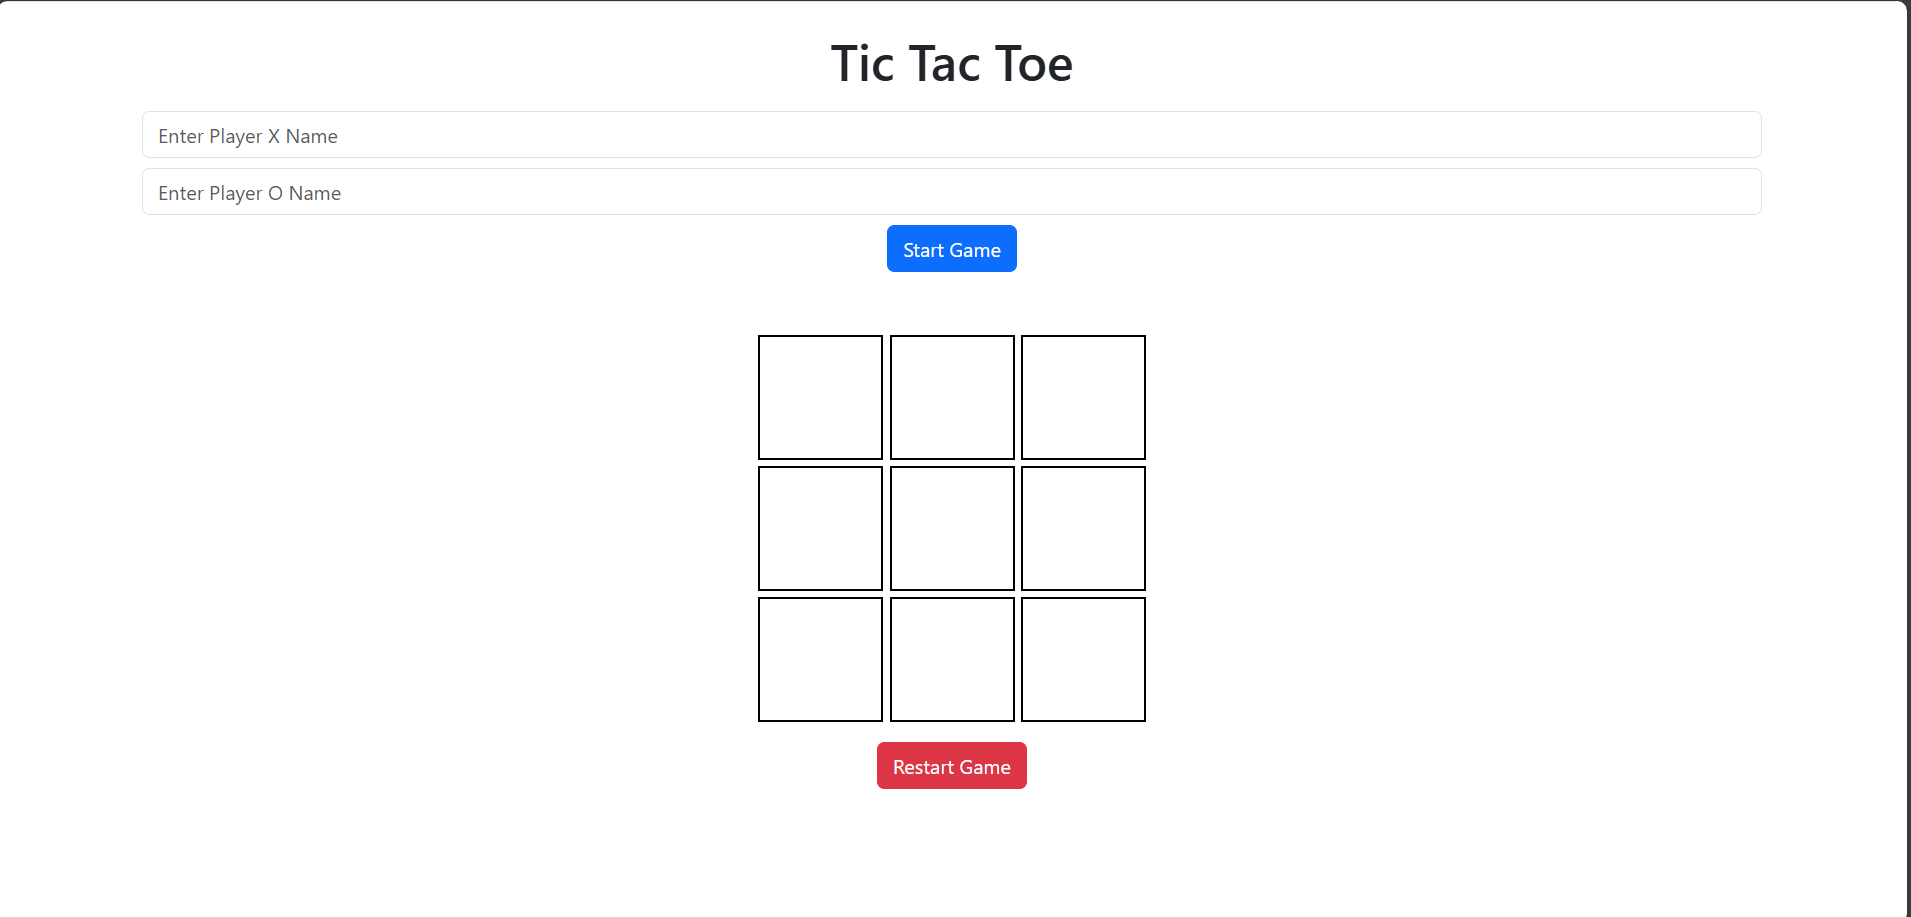 Tic Tac Toe
Enter Player X Name
Enter Player O Name
Start Game
Restart Game